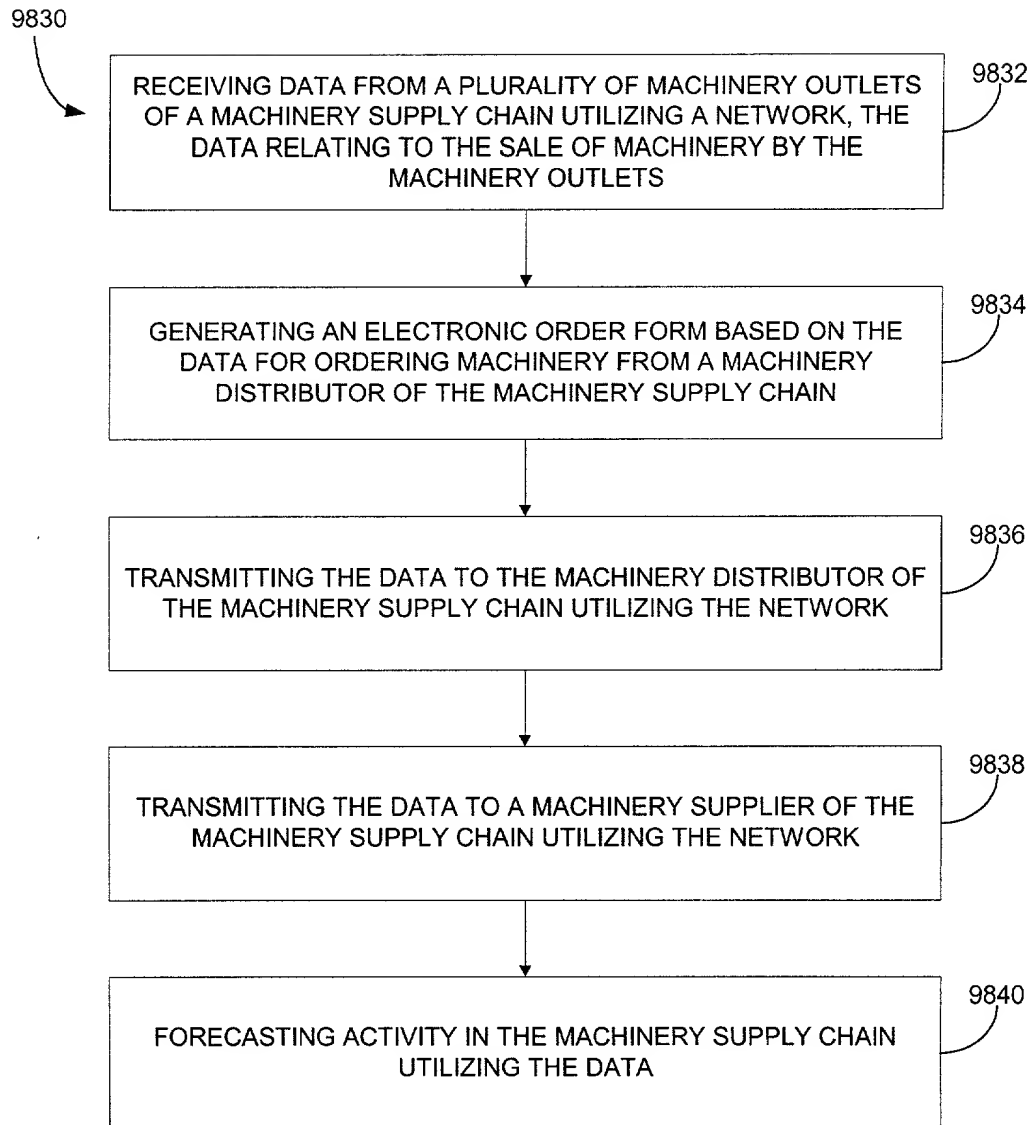 9830
RECEIVING DATA FROM A PLURALITY OF MACHINERY OUTLETS
OF A MACHINERY SUPPLY CHAIN UTILIZING A NETWORK, THE
DATA RELATING TO THE SALE OF MACHINERY BY THE
MACHINERY OUTLETS
9832
GENERATING AN ELECTRONIC ORDER FORM BASED ON THE
DATA FOR ORDERING MACHINERY FROM A MACHINERY
DISTRIBUTOR OF THE MACHINERY SUPPLY CHAIN
9834
TRANSMITTING THE DATA TO THE MACHINERY DISTRIBUTOR OF
THE MACHINERY SUPPLY CHAIN UTILIZING THE NETWORK
9836
TRANSMITTING THE DATA TO A MACHINERY SUPPLIER OF THE
MACHINERY SUPPLY CHAIN UTILIZING THE NETWORK
9838
FORECASTING ACTIVITY IN THE MACHINERY SUPPLY CHAIN
UTILIZING THE DATA
9840